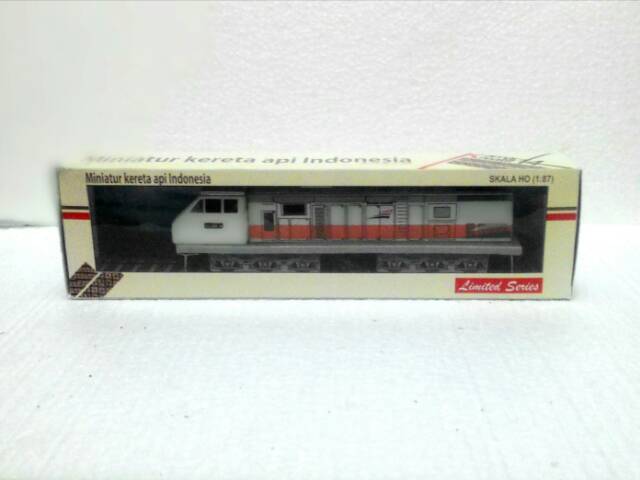 Miniatur kereta api Indonesia
Miniatur kereta api Indonesia
SKALA HO (1:87)
Limited Series